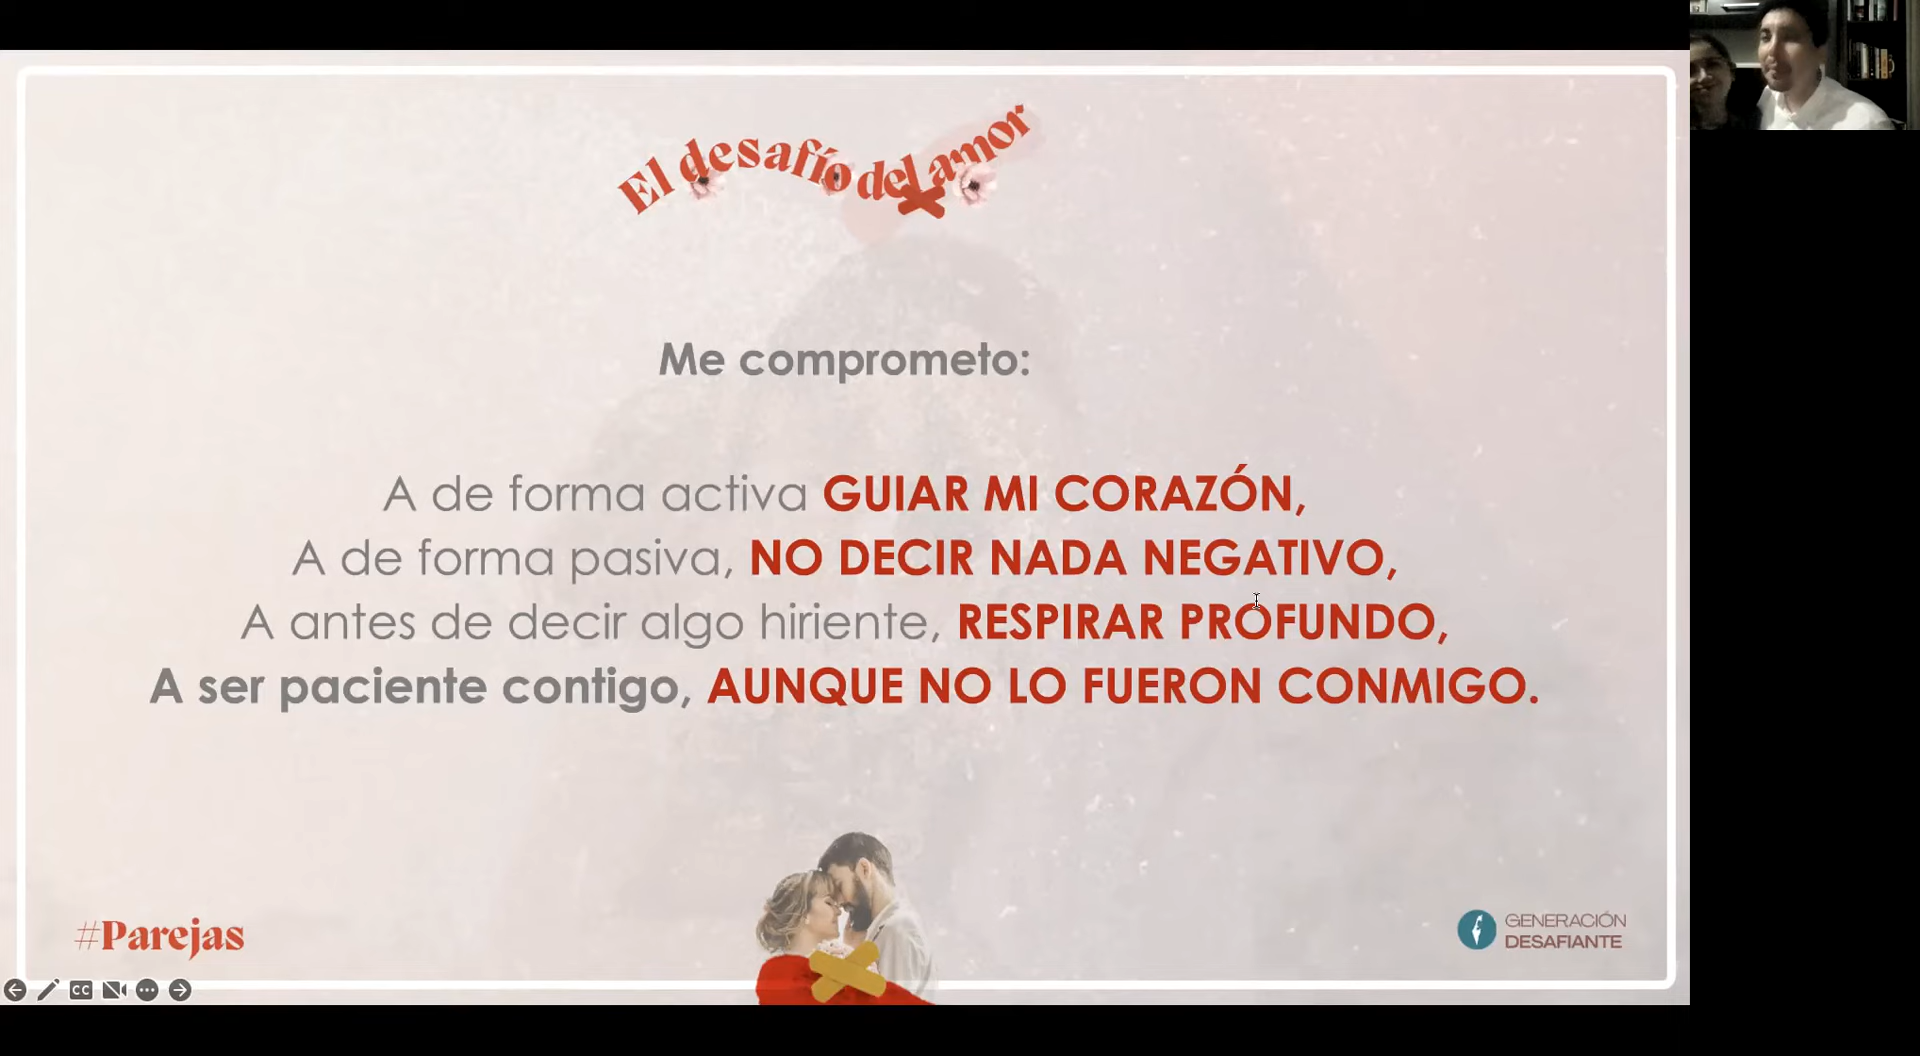 El desafío del amor
Me comprometo:
A de forma activa GUIAR MI CORAZÓN,
A de forma pasiva, NO DECIR NADA NEGATIVO,
A antes de decir algo hiriente, RESPIRAR PROFUNDO,
A ser paciente contigo, AUNQUE NO LO FUERON CONMIGO.
#Parejas
GENERACIÓN
DESAFIANTE
CC